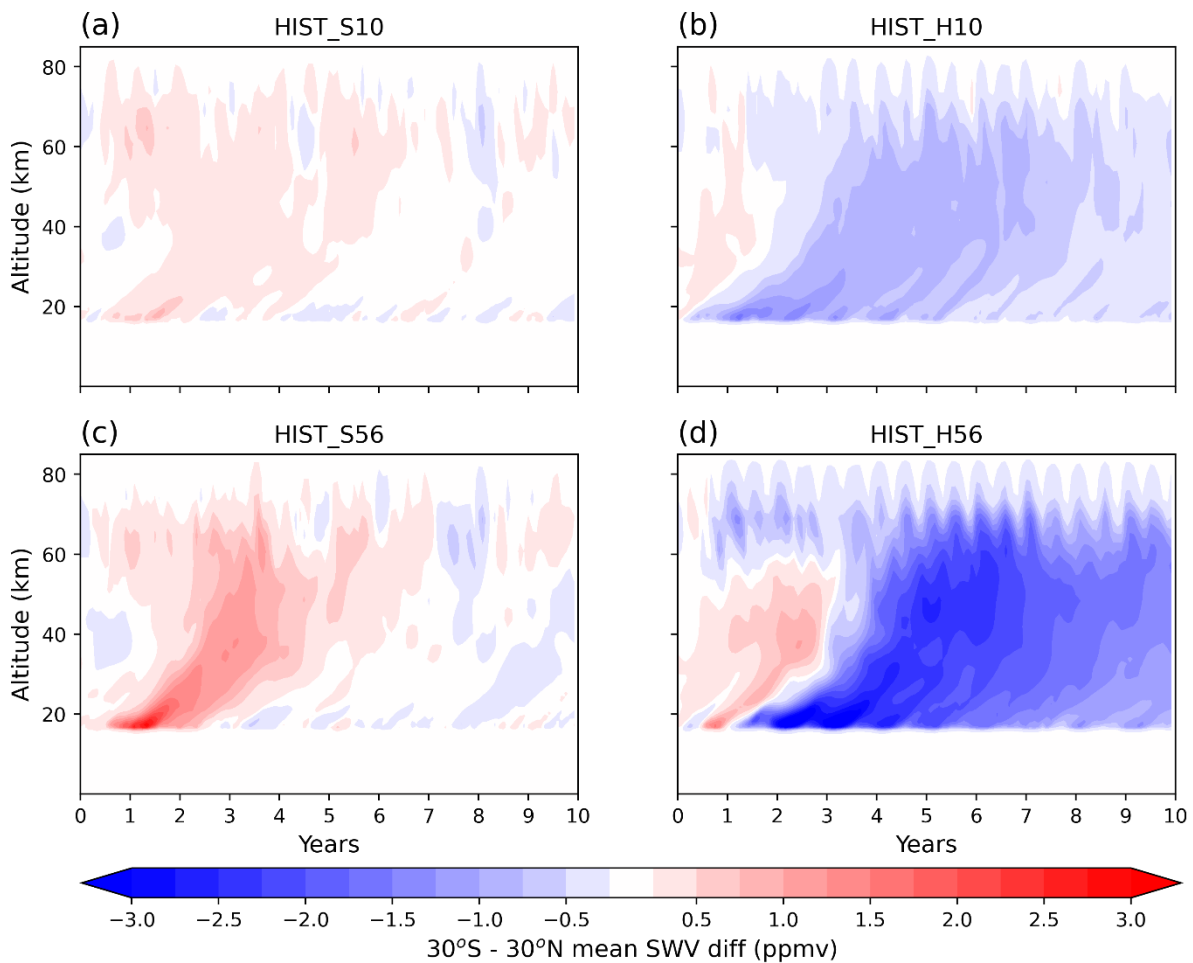 (a) HIST_S10
(b) HIST_H10
80
60
40
20
Altitude (km)
(c) HIST_S56
(d) HIST_H56
80
60
40
20
Altitude (km)
0 1 2 3 4 5 6 7 8 9 10
0 1 2 3 4 5 6 7 8 9 10
Years
Years
−3.0 −2.5 −2.0 −1.5 −1.0 −0.5 0.5 1.0 1.5 2.0 2.5 3.0
30°S - 30°N mean SWV diff (ppmv)